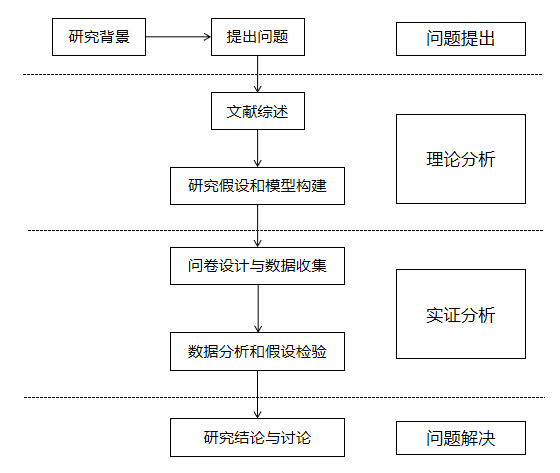 研究背景
提出问题
问题提出
文献综述
理论分析
研究假设和模型构建
问卷设计与数据收集
实证分析
数据分析和假设检验
研究结论与讨论
问题解决